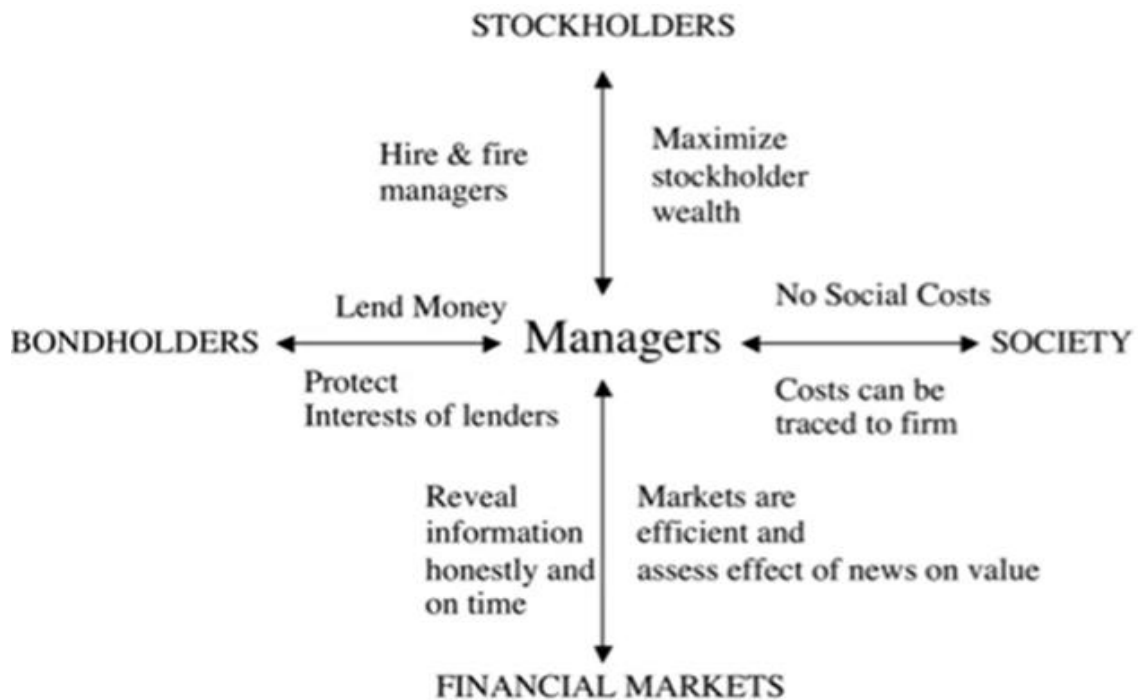 STOCKHOLDERS
Hire & fire
managers
Maximize
stockholder
wealth
Lend Money
No Social Costs
BONDHOLDERS
Managers
SOCIETY
Protect
Interests of lenders
Costs can be
traced to firm
Reveal
information
honestly and
on time
Markets are
efficient and
assess effect of news on value
FINANCIAL MARKETS